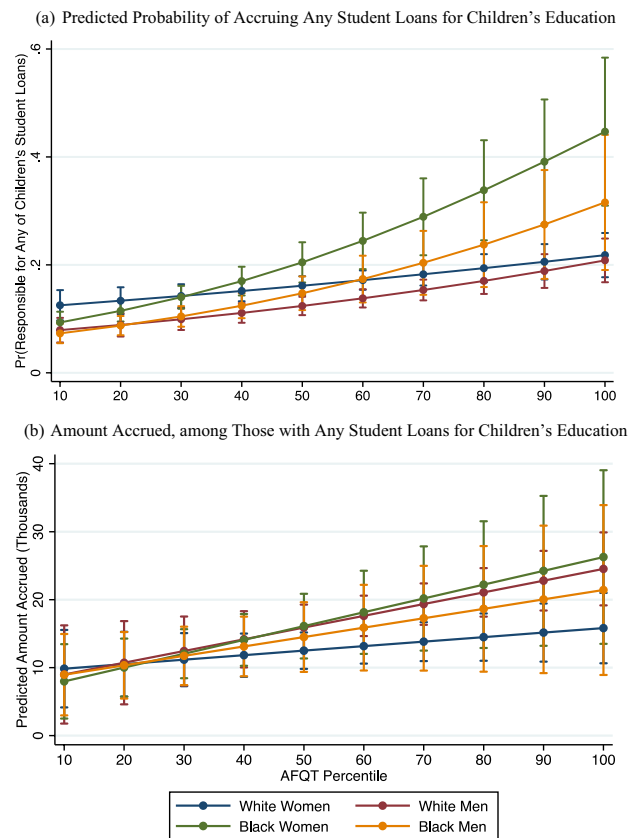 (a) Predicted Probability of Accruing Any Student Loans for Children's Education
Pr(Responsible for Any of Children's Student Loans)
.6
.4
.2
0
10 20 30 40 50 60 70 80 90 100
(b) Amount Accrued, among Those with Any Student Loans for Children's Education
Predicted Amount Accrued (Thousands)
40
30
20
10
0
10 20 30 40 50 60 70 80 90 100
AFQT Percentile
White Women White Men
Black Women Black Men